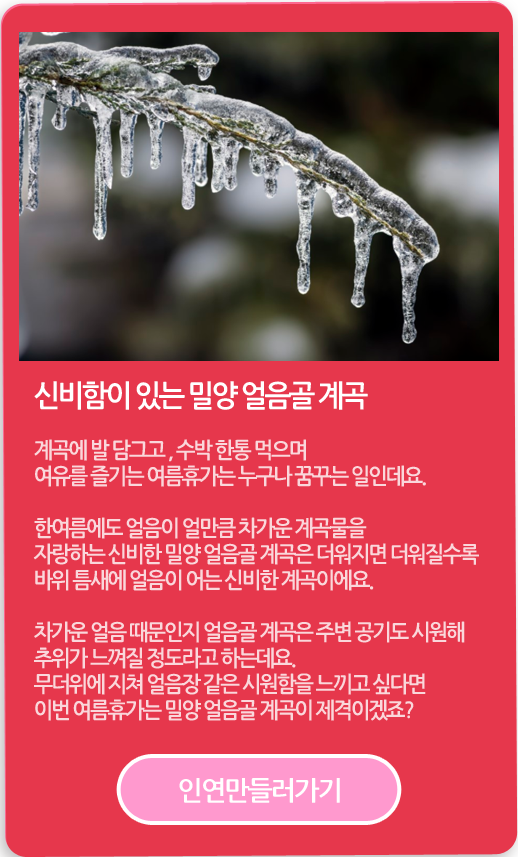 신비함이 있는 밀양 얼음골 계곡
계곡에 발 담그고 , 수박 한통 먹으며
여유를 즐기는 여름휴가는 누구나 꿈꾸는 일인데요.
한여름에도 얼음이 얼만큼 차가운 계곡물을
자랑하는 신비한 밀양 얼음골 계곡은 더워지면 더워질수록
바위 틈새에 얼음이 어는 신비한 계곡이에요.
차가운 얼음 때문인지 얼음골 계곡은 주변 공기도 시원해
추위가 느껴질 정도라고 하는데요.
무더위에 지쳐 얼음장 같은 시원함을 느끼고 싶다면
이번 여름휴가는 밀양 얼음골 계곡이 제격이겠죠?
인연만들러가기